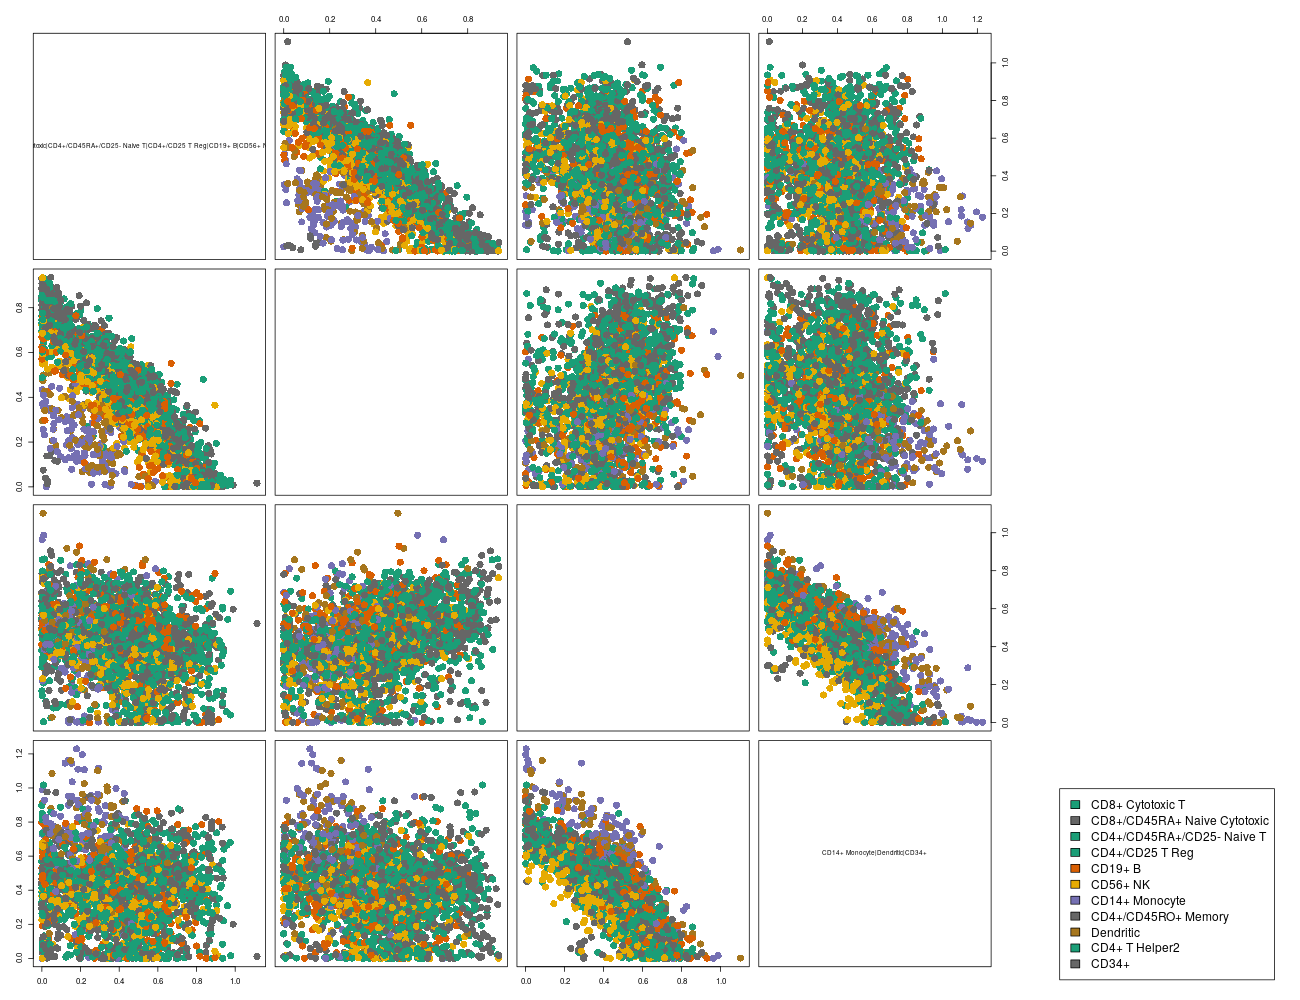 0.0 0.4 0.8
0.0 0.2 0.4 0.6 0.8 1.0 1.2
toxic|CD4+/CD45RA+/CD25- Naive T|CD4+/CD25 T Reg|CD19+ B|CD56+ N
0.0 0.2 0.4 0.6 0.8 1.0
0.0 0.2 0.4 0.6 0.8
0.0 0.2 0.4 0.6 0.8 1.0
0.0 0.2 0.4 0.6 0.8 1.0 1.2
CD14+ Monocyte|Dendritic|CD34+
0.0 0.2 0.4 0.6 0.8 1.0
0.0 0.2 0.4 0.6 0.8 1.0
CD8+ Cytotoxic T
CD8+/CD45RA+ Naive Cytotoxic
CD4+/CD45RA+/CD25- Naive T
CD4+/CD25 T Reg
CD19+ B
CD56+ NK
CD14+ Monocyte
CD4+/CD45RO+ Memory
Dendritic
CD4+ T Helper2
CD34+